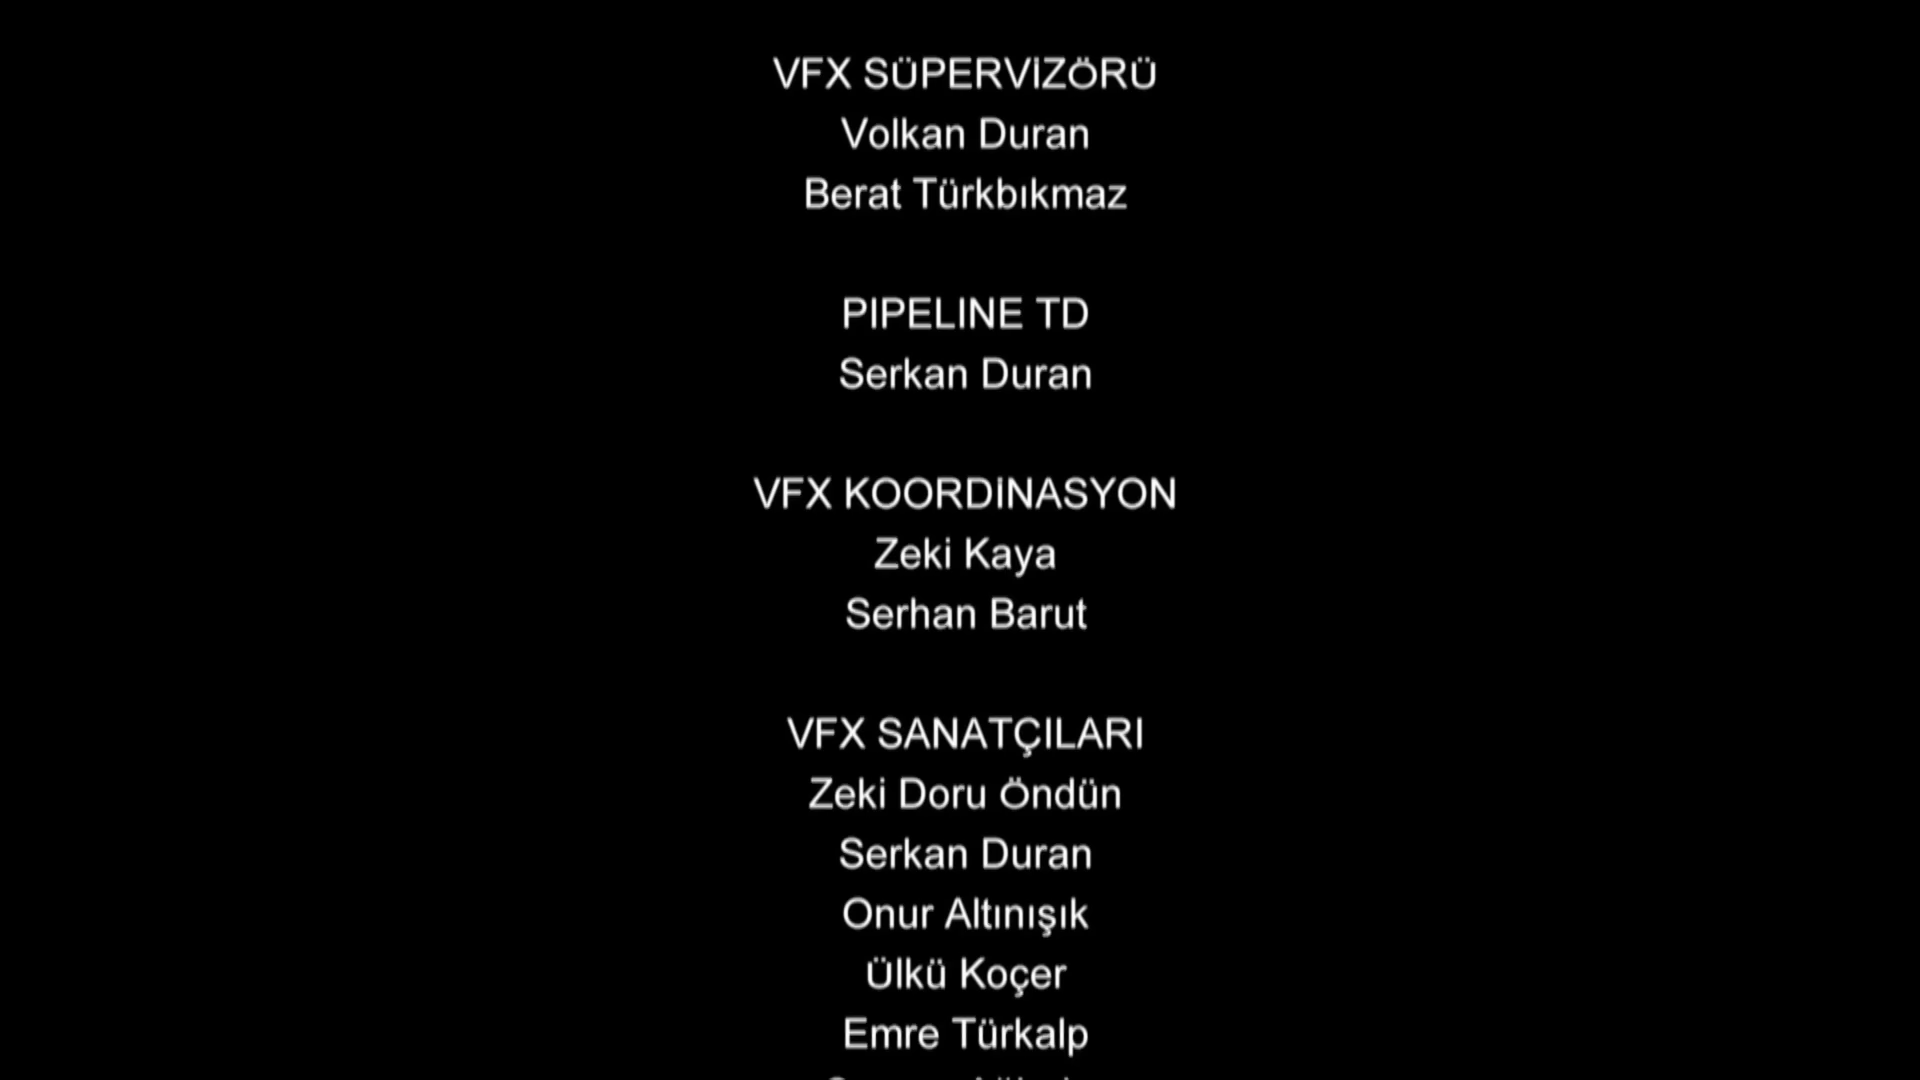 VFX SÜPERVİZÖRÜ
Volkan Duran
Berat Türkbıkmaz
PIPELINE TD
Serkan Duran
VFX KOORDİNASYON
Zeki Kaya
Serhan Barut
VFX SANATÇILARI
Zeki Doru Öndün
Serkan Duran
Onur Altınışık
Ülkü Koçer
Emre Türkalp